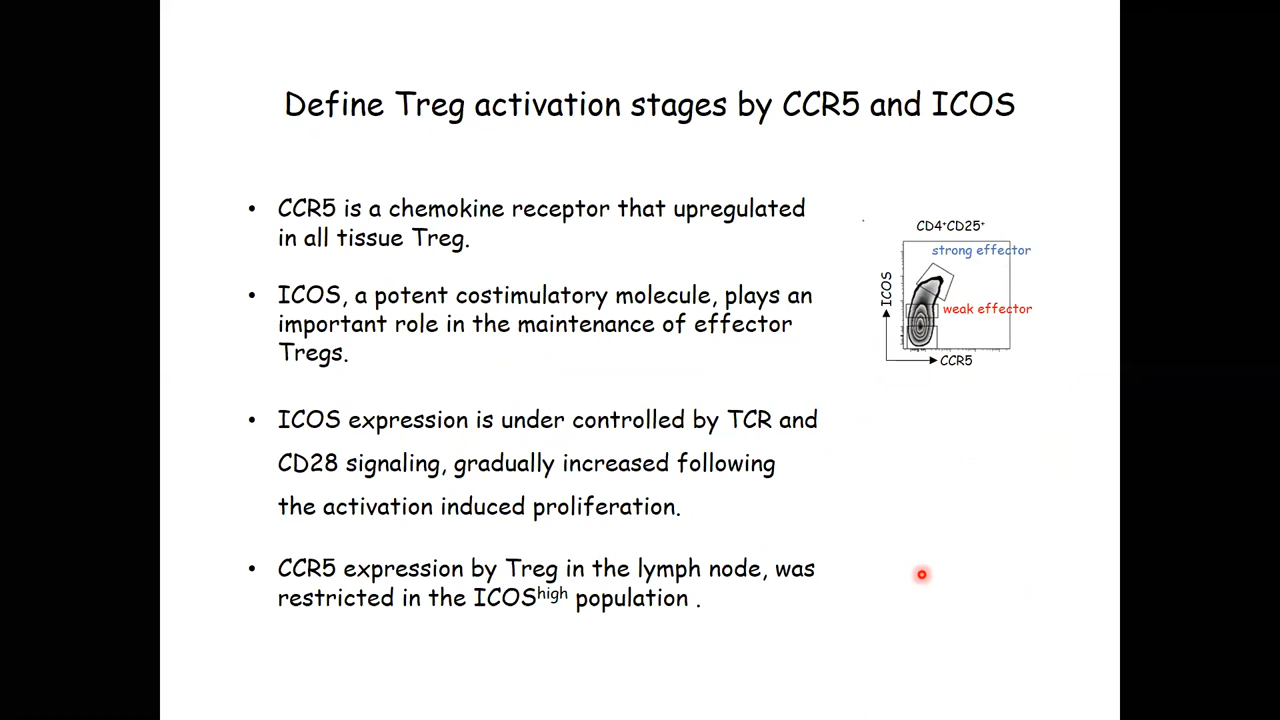 Define Treg activation stages by CCR5 and ICOS
• CCR5 is a chemokine receptor that upregulated
in all tissue Treg.
• ICOS, a potent costimulatory molecule, plays an
important role in the maintenance of effector
Tregs.
• ICOS expression is under controlled by TCR and
CD28 signaling, gradually increased following
the activation induced proliferation.
• CCR5 expression by Treg in the lymph node, was
restricted in the ICOSʰⁱᵍʰ population .
CD4⁺CD25⁺
strong effector
weak effector
ICOS
CCR5